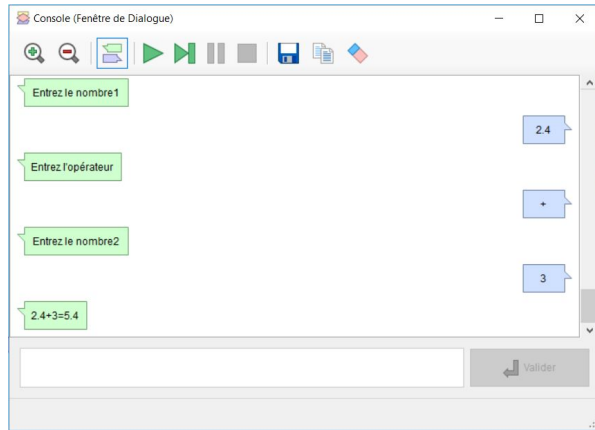 Console (Fenêtre de Dialogue)
Entrez le nombre1
2.4
Entrez l'opérateur
+
Entrez le nombre2
3
2.4+3=5.4
Valider